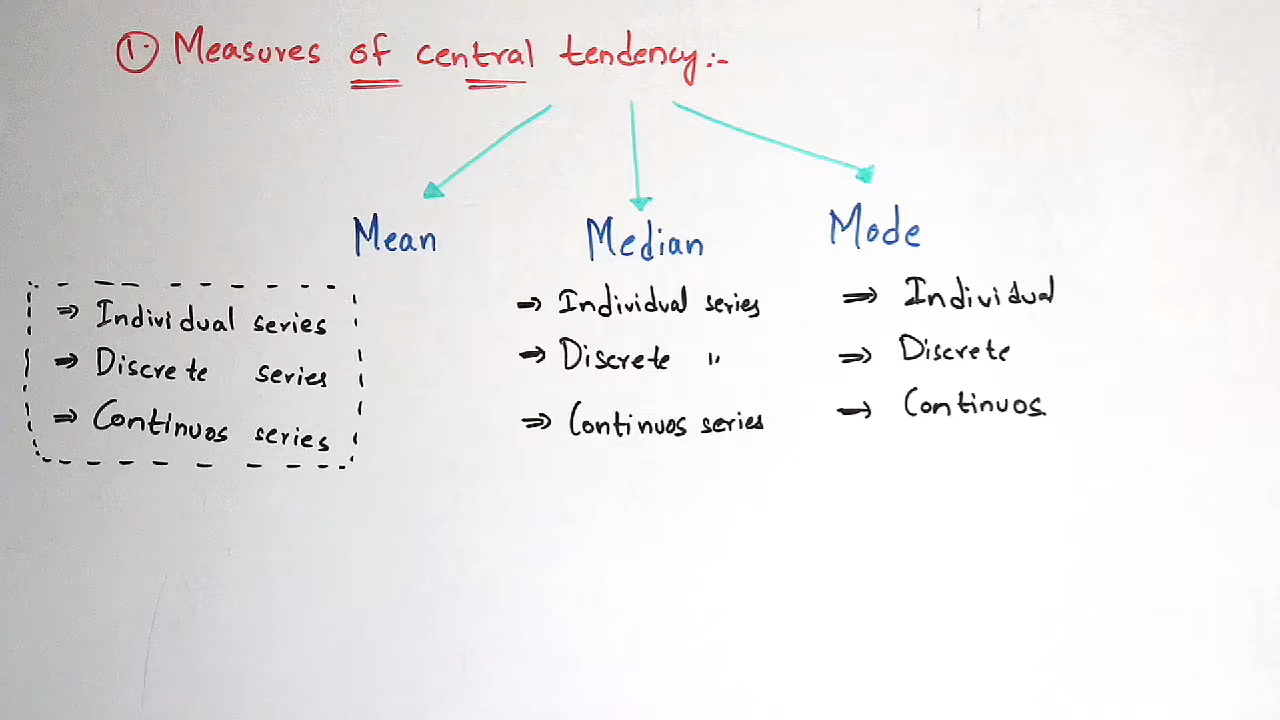 1. Measures of central tendency :-
Mean
Median
Mode
⇒ Individual series
⇒ Discrete series
⇒ Continuos series
⇒ Individual series
⇒ Discrete "
⇒ Continuos series
⇒ Individual
⇒ Discrete
→ Continuos